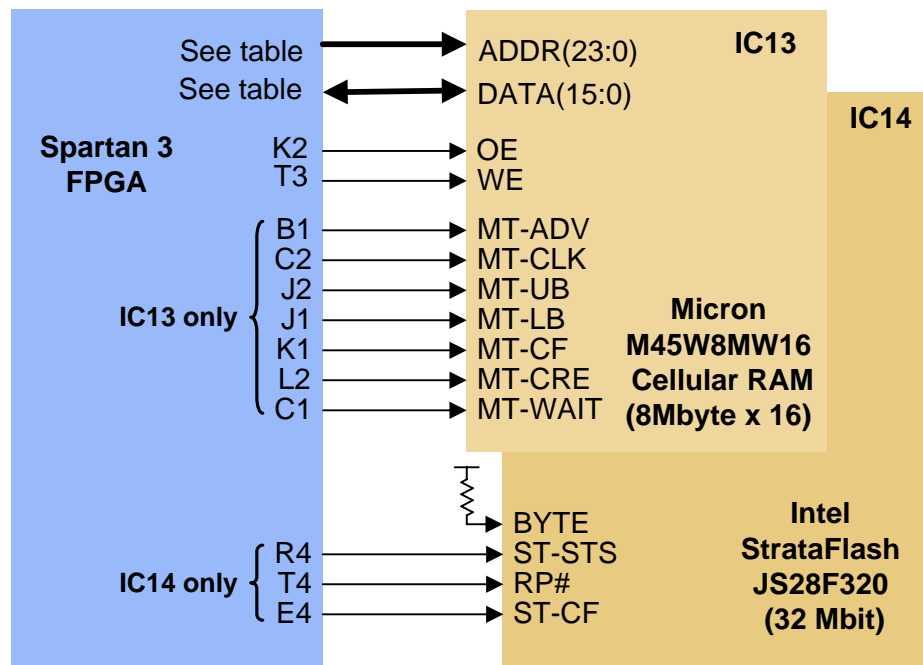 See table
See table
Spartan 3
FPGA
K2
T3
B1
C2
J2
J1
K1
L2
C1
IC13 only
R4
T4
E4
IC14 only
ADDR(23:0)
DATA(15:0)
OE
WE
MT-ADV
MT-CLK
MT-UB
MT-LB
MT-CF
MT-CRE
MT-WAIT
IC13
Micron
M45W8MW16
Cellular RAM
(8Mbyte x 16)
IC14
BYTE
ST-STS
RP#
ST-CF
Intel
StrataFlash
JS28F320
(32 Mbit)